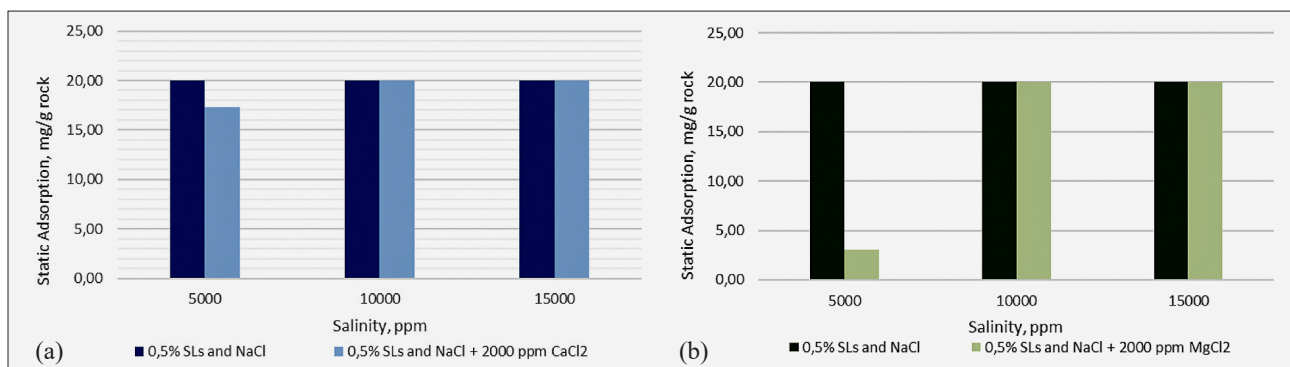 25,00
20,00
15,00
10,00
5,00
0,00
Static Adsorption, mg/g rock
5000 10000 15000
Salinity, ppm
(a)
0,5% SLs and NaCl 0,5% SLs and NaCl + 2000 ppm CaCl2
25,00
20,00
15,00
10,00
5,00
0,00
Static Adsorption, mg/g rock
5000 10000 15000
Salinity, ppm
(b)
0,5% SLs and NaCl 0,5% SLs and NaCl + 2000 ppm MgCl2